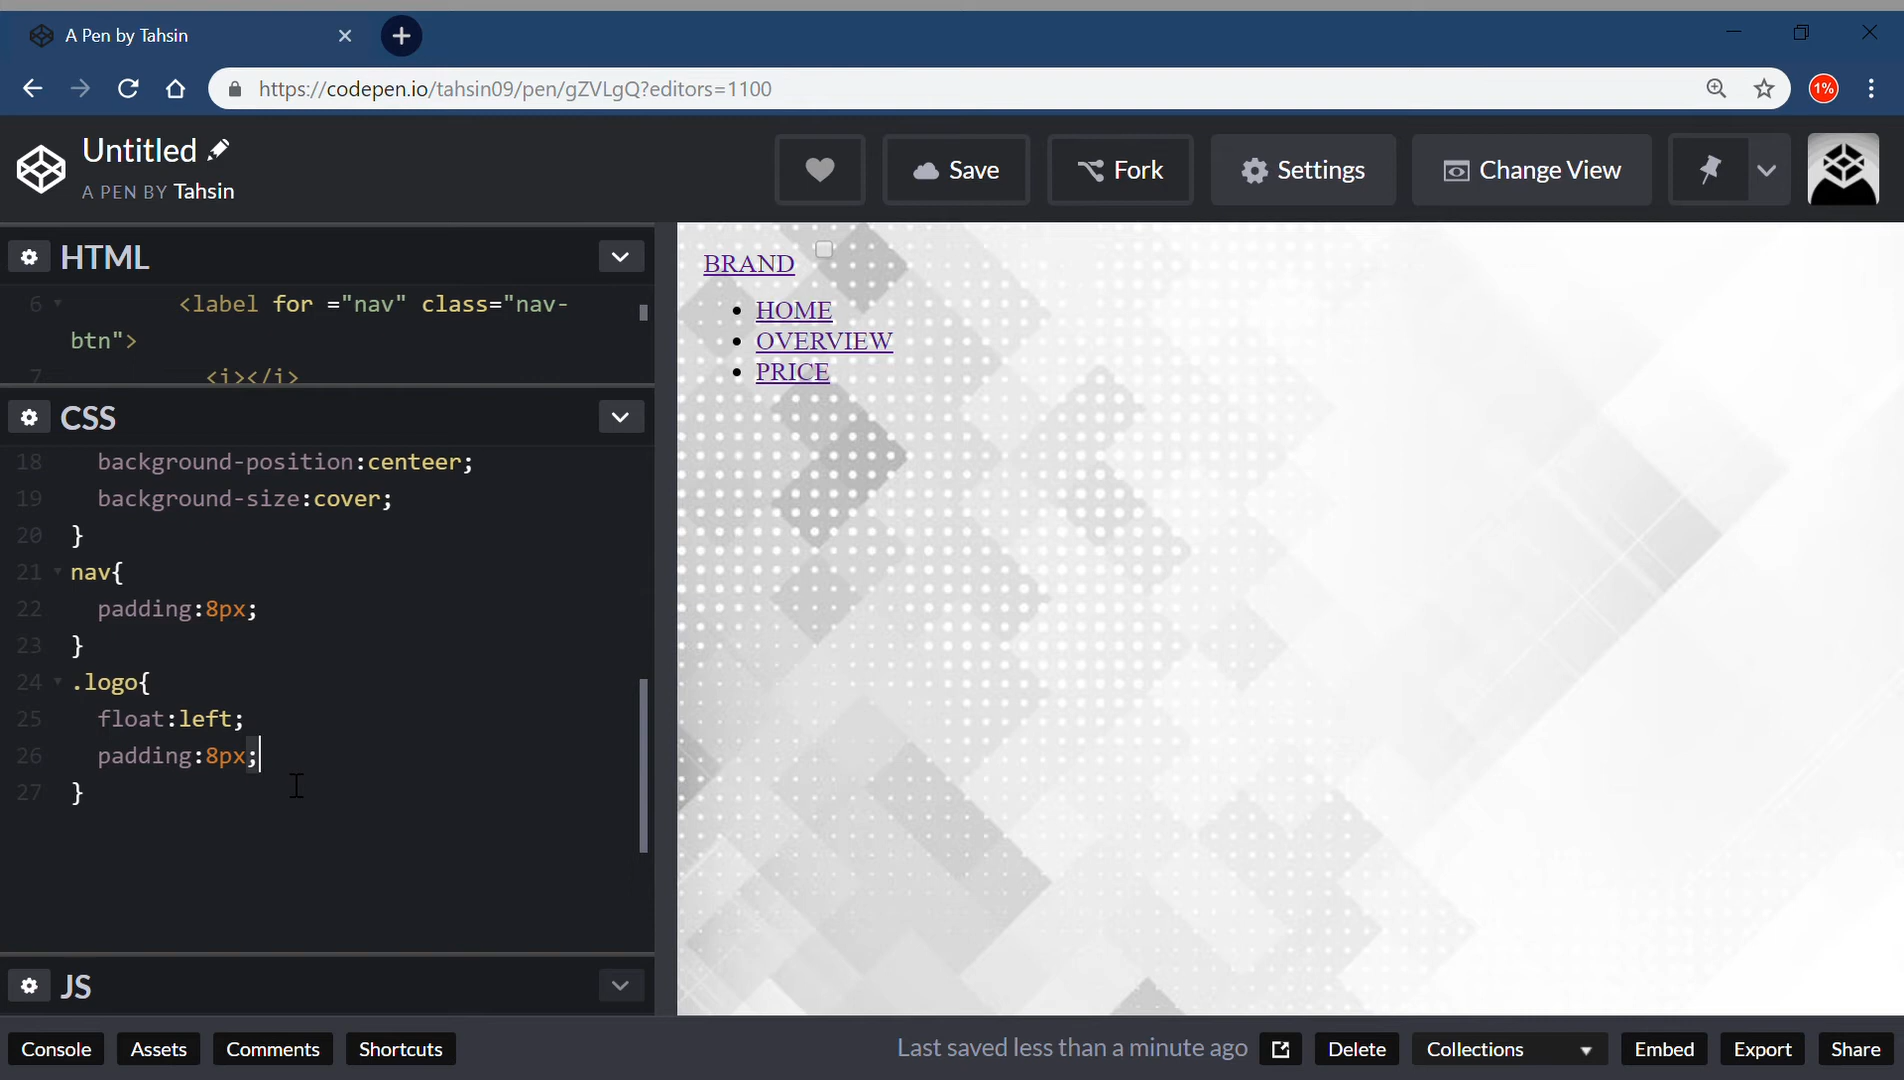 A Pen by Tahsin
https://codepen.io/tahsin09/pen/gZVLgQ?editors=1100
1%
Untitled
A PEN BY Tahsin
Save
Fork
Settings
Change View
HTML
6 <label for ="nav" class="nav-
btn">
7 <i></i>
CSS
18 background-position:centeer;
19 background-size:cover;
20 }
21 nav{
22 padding:8px;
23 }
24 .logo{
25 float:left;
26 padding:8px;
27 }
JS
BRAND
• HOME
• OVERVIEW
• PRICE
Console
Assets
Comments
Shortcuts
Last saved less than a minute ago
Delete
Collections
Embed
Export
Share